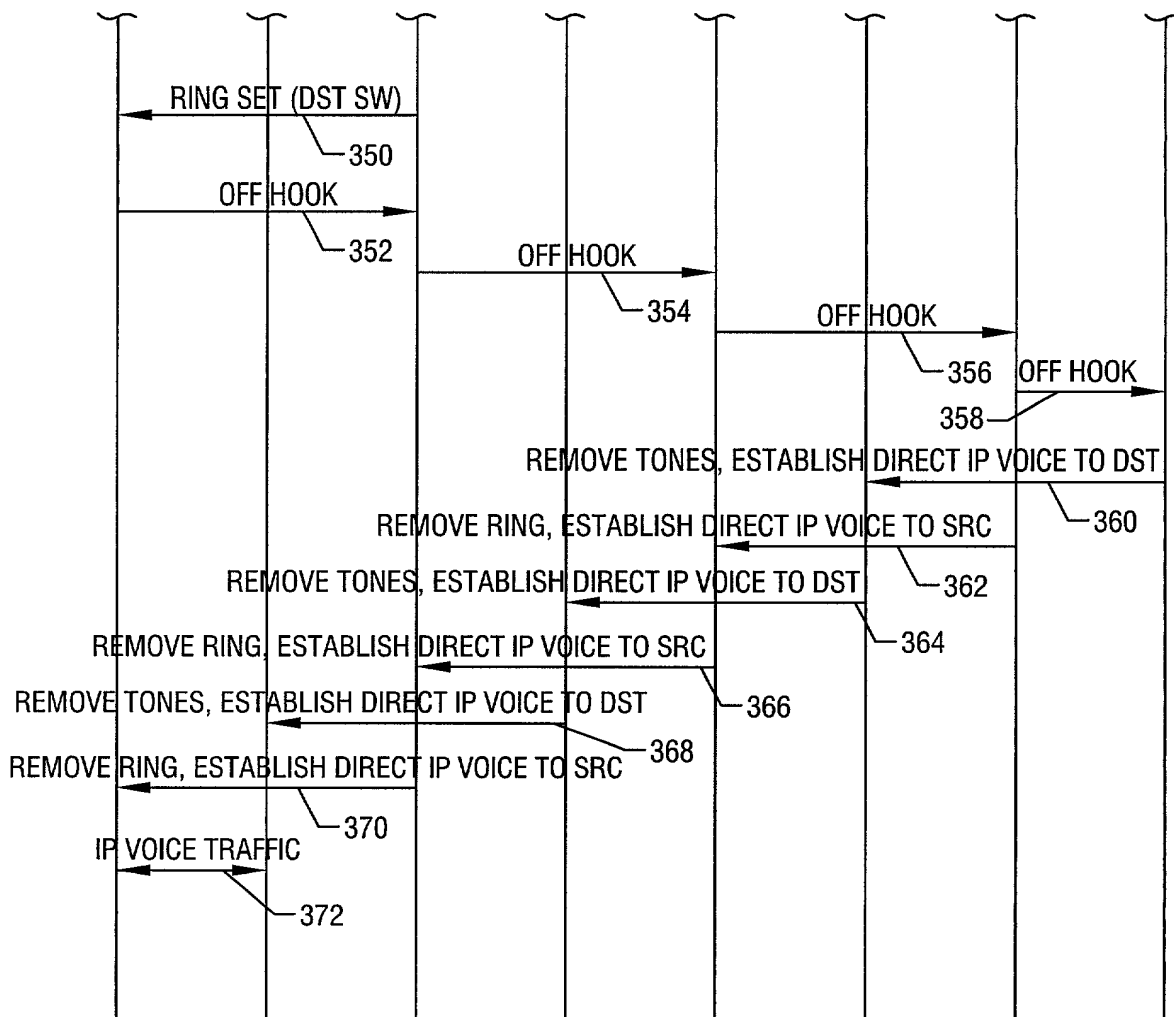 RING SET (DST SW)
350
OFF HOOK
352
OFF HOOK
354
OFF HOOK
356
OFF HOOK
358
REMOVE TONES, ESTABLISH DIRECT IP VOICE TO DST
360
REMOVE RING, ESTABLISH DIRECT IP VOICE TO SRC
362
REMOVE TONES, ESTABLISH DIRECT IP VOICE TO DST
364
REMOVE RING, ESTABLISH DIRECT IP VOICE TO SRC
366
REMOVE TONES, ESTABLISH DIRECT IP VOICE TO DST
368
REMOVE RING, ESTABLISH DIRECT IP VOICE TO SRC
370
IP VOICE TRAFFIC
372